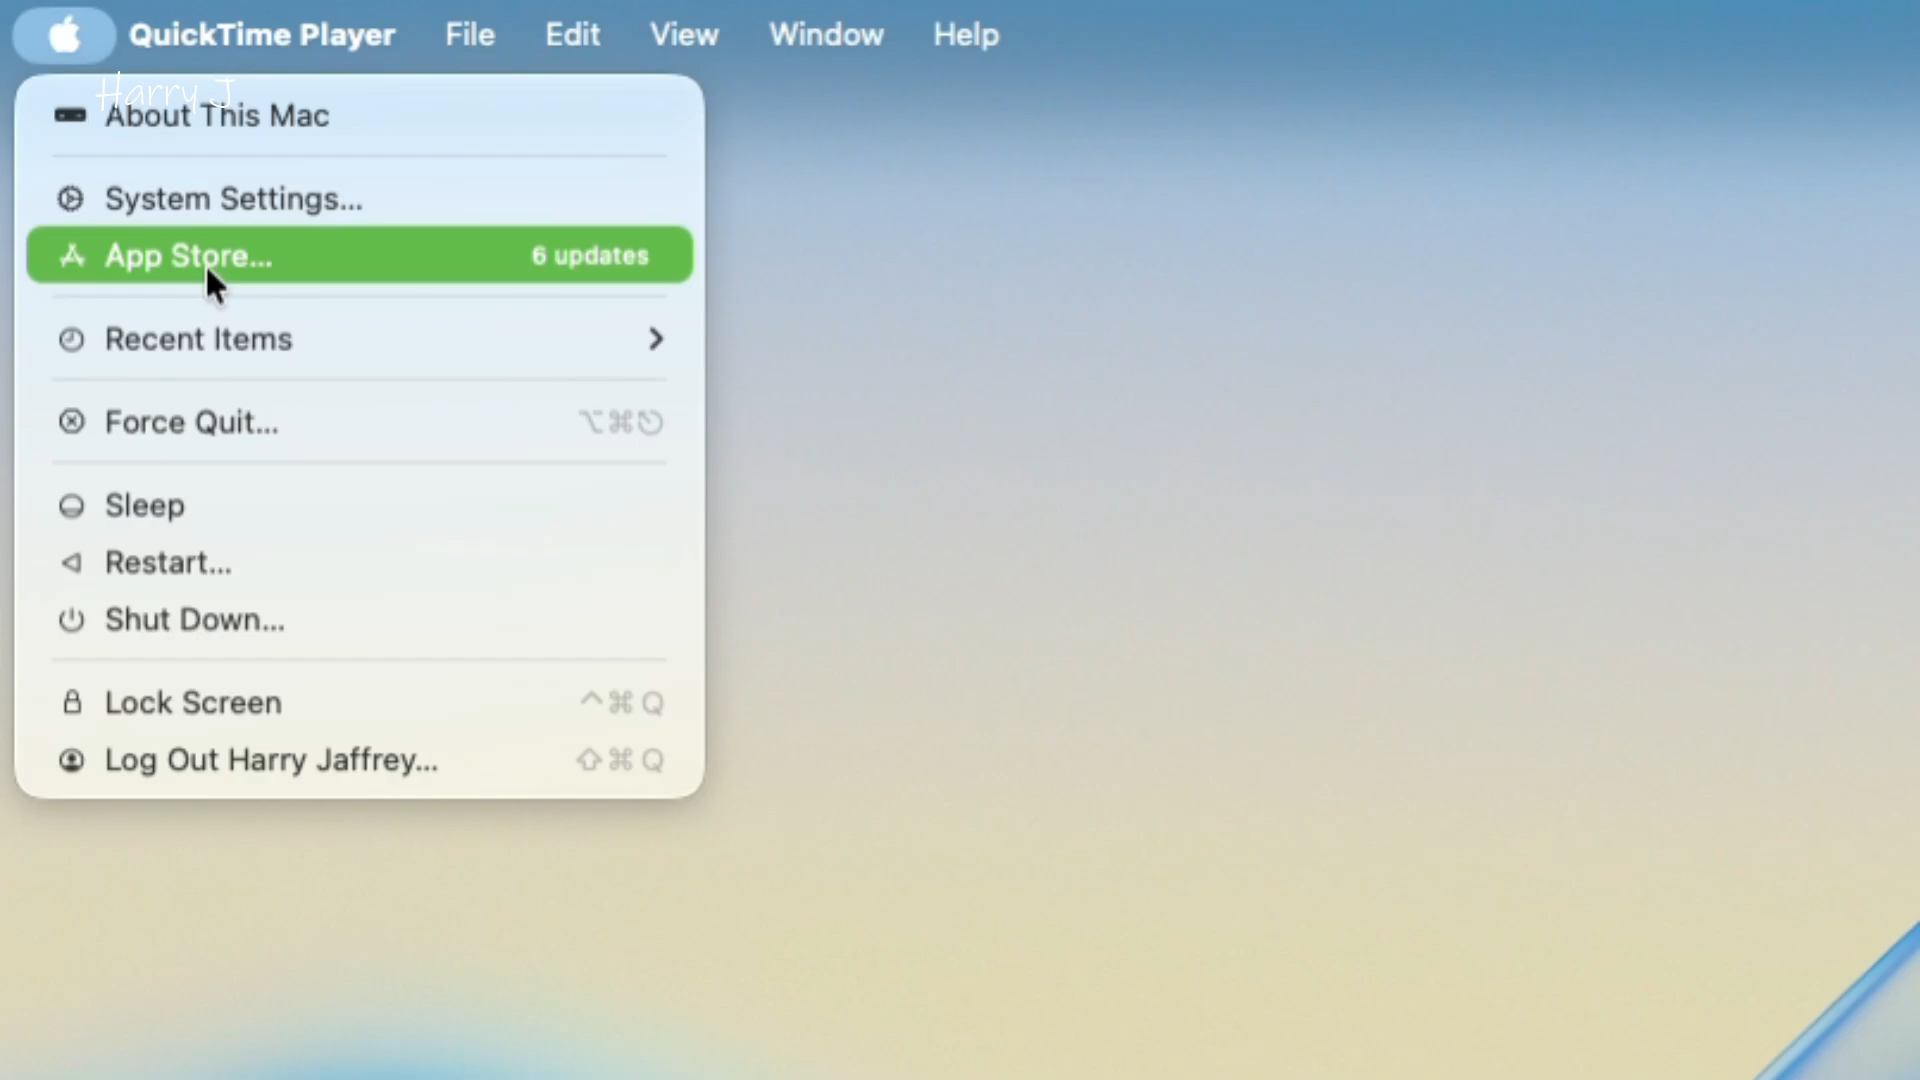 QuickTime Player File Edit View Window Help
Harry J
About This Mac
System Settings...
App Store... 6 updates
Recent Items
Force Quit... ⌥⌘⎋
Sleep
Restart...
Shut Down...
Lock Screen ^⌘Q
Log Out Harry Jaffrey... ⇧⌘Q